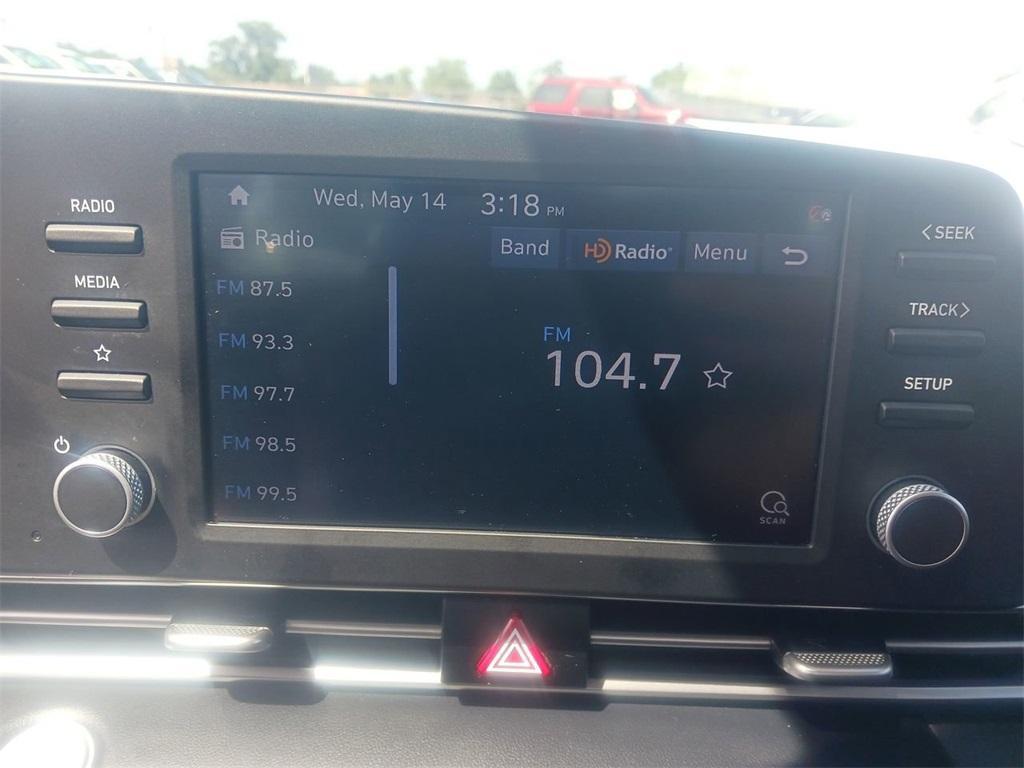 RADIO
MEDIA
Wed, May 14 3:18 PM
Radio
Band HD Radio Menu
FM 87.5
FM 93.3
FM 97.7
FM 98.5
FM 99.5
FM
104.7
SCAN
<SEEK
TRACK>
SETUP